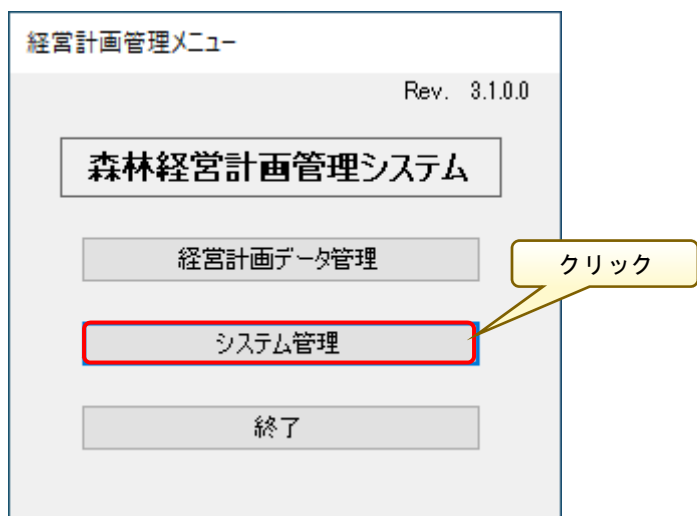 経営計画管理メニュー
Rev. 3.1.0.0
森林経営計画管理システム
経営計画データ管理
クリック
システム管理
終了